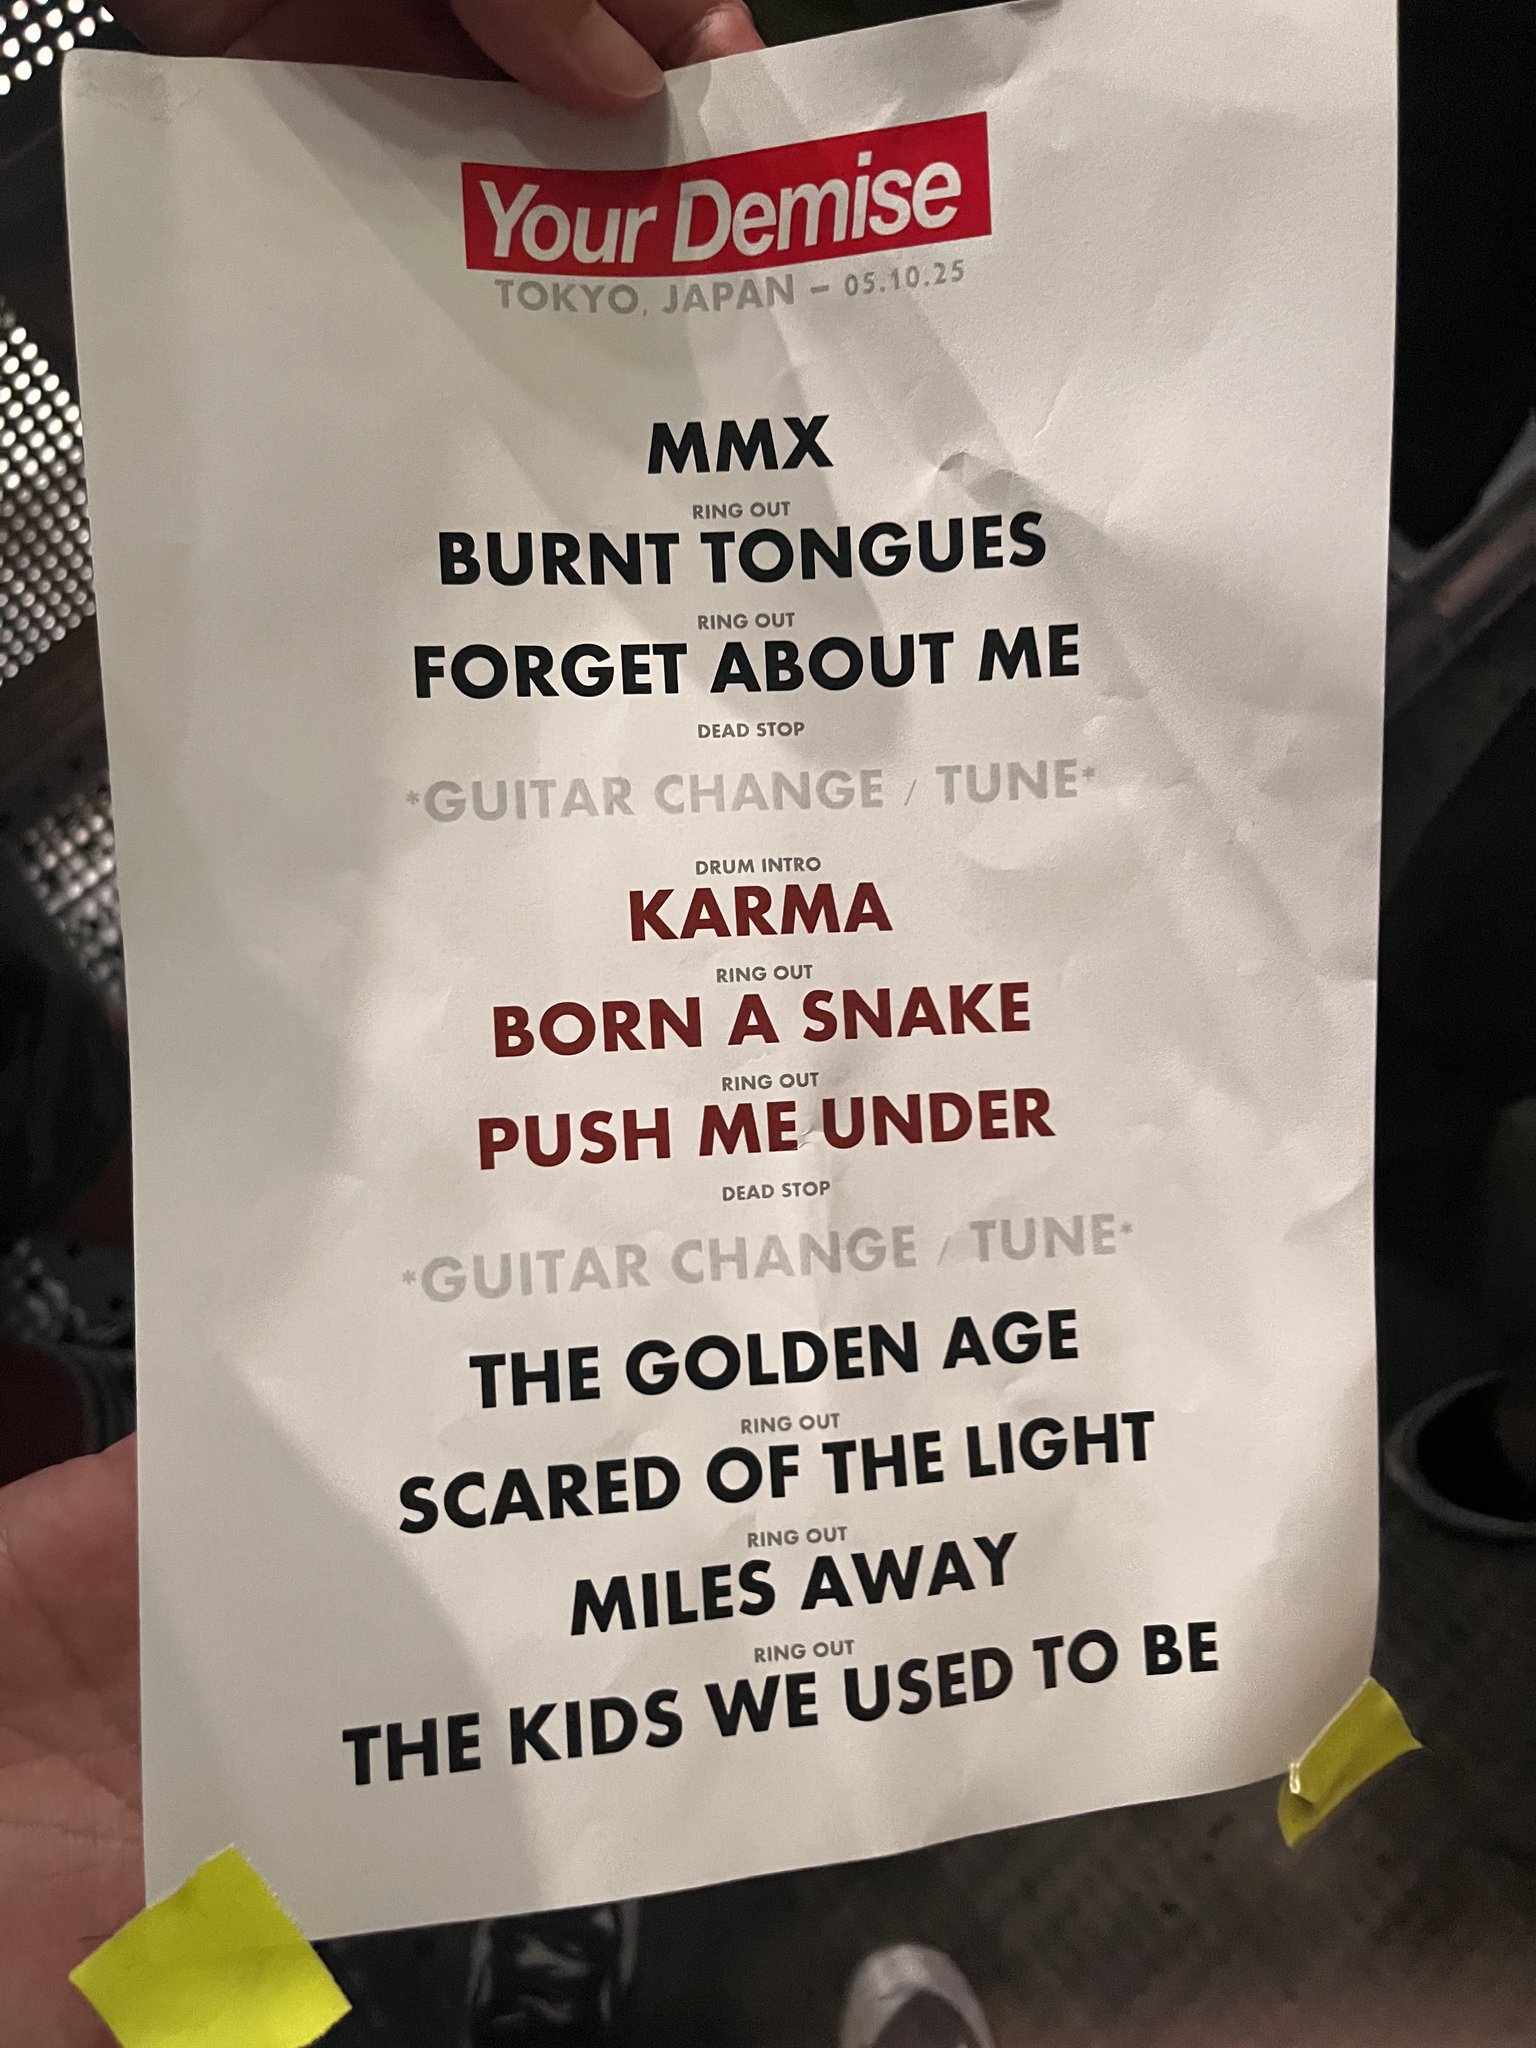 Your Demise
TOKYO, JAPAN – 05.10.25
MMX
RING OUT
BURNT TONGUES
RING OUT
FORGET ABOUT ME
DEAD STOP
*GUITAR CHANGE / TUNE*
DRUM INTRO
KARMA
RING OUT
BORN A SNAKE
RING OUT
PUSH ME UNDER
DEAD STOP
*GUITAR CHANGE / TUNE*
THE GOLDEN AGE
RING OUT
SCARED OF THE LIGHT
RING OUT
MILES AWAY
RING OUT
THE KIDS WE USED TO BE